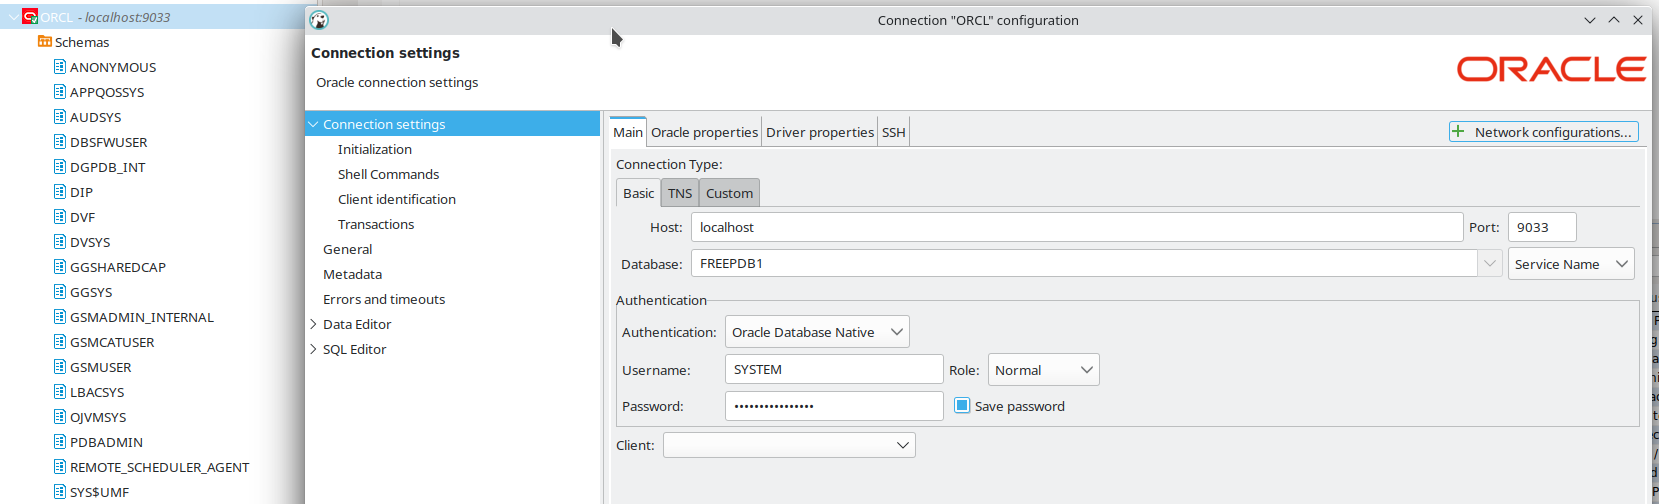 ORCL - localhost:9033
Schemas
ANONYMOUS
APPQOSSYS
AUDSYS
DBSFWUSER
DGPDB_INT
DIP
DVF
DVSYS
GGSHAREDCAP
GGSYS
GSMADMIN_INTERNAL
GSMCATUSER
GSMUSER
LBACSYS
OJVMSYS
PDBADMIN
REMOTE_SCHEDULER_AGENT
SYS$UMF
Connection "ORCL" configuration
Connection settings
Oracle connection settings
ORACLE
Connection settings
Initialization
Shell Commands
Client identification
Transactions
General
Metadata
Errors and timeouts
Data Editor
SQL Editor
Main Oracle properties Driver properties SSH Network configurations...
Connection Type:
Basic TNS Custom
Host: localhost Port: 9033
Database: FREEPDB1 Service Name
Authentication
Authentication: Oracle Database Native
Username: SYSTEM Role: Normal
Password: •••••••••••••••• Save password
Client: